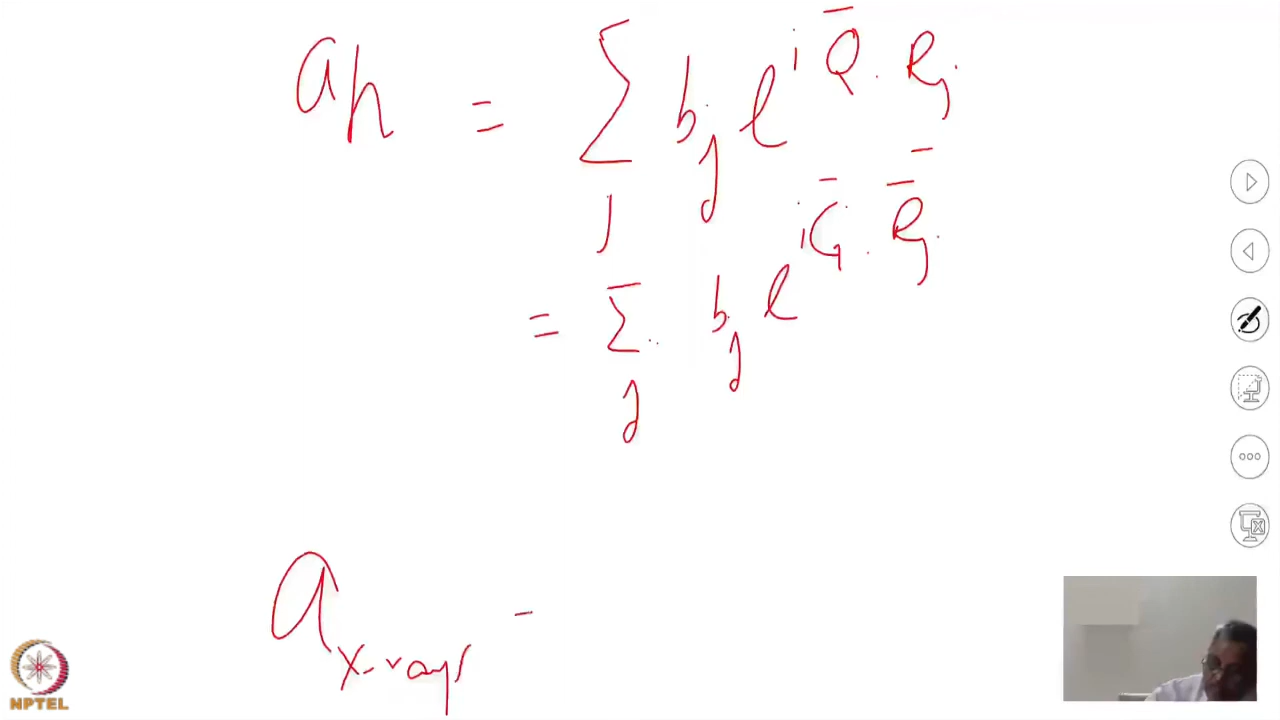 a_n = Σ_j b_j e^{i Q̄ . R̄_j}
= Σ_j b_j e^{i Ḡ . R̄_j}
a_{x-rays} =
NPTEL